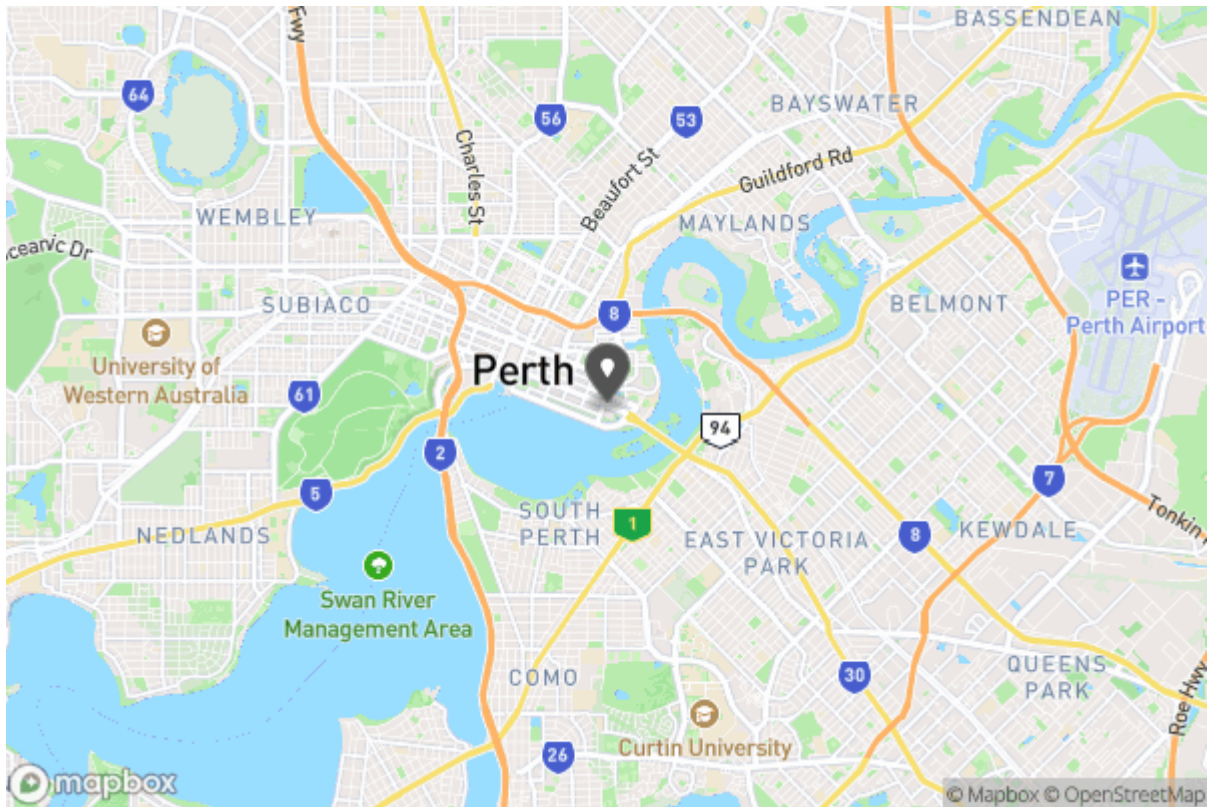 Fwy
BASSENDEAN
64
56
53
BAYSWATER
Charles St
Beaufort St
Guildford Rd
WEMBLEY
MAYLANDS
Oceanic Dr
SUBIACO
BELMONT
PER -
Perth Airport
8
University of
Western Australia
Perth
61
94
2
7
5
SOUTH
PERTH
1
Tonkin
NEDLANDS
EAST VICTORIA
PARK
8
KEWDALE
Swan River
Management Area
COMO
30
QUEENS
PARK
Roe Hwy
26
Curtin University
mapbox
© Mapbox © OpenStreetMap